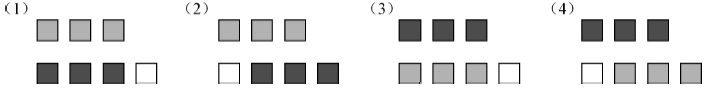 （1） （2） （3） （4）